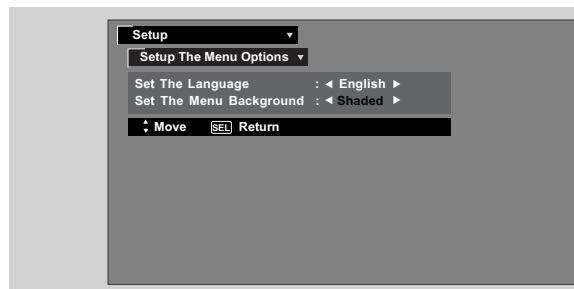 Setup ▼
Setup The Menu Options ▼
Set The Language : ◄ English ►
Set The Menu Background : ◄ Shaded ►
Move SEL Return